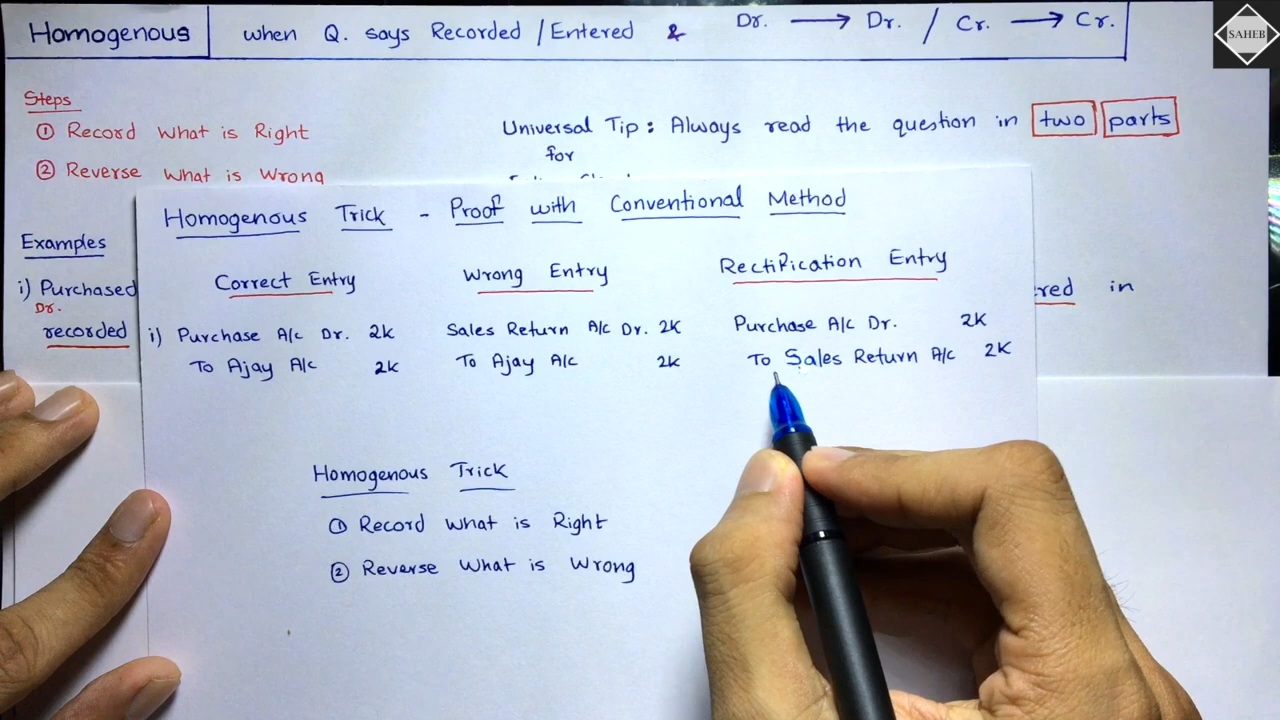 Homogenous when Q. says Recorded / Entered & Dr. → Dr. / Cr. → Cr.
SAHEB
Steps
① Record What is Right
② Reverse What is Wrong
Universal Tip : Always read the question in two parts
for
Examples
i) Purchased
Dr.
recorded
red in
Homogenous Trick - Proof with Conventional Method
Correct Entry Wrong Entry Rectification Entry
i) Purchase A/c Dr. 2K Sales Return A/c Dr. 2K Purchase A/c Dr. 2K
To Ajay A/c 2K To Ajay A/c 2K To Sales Return A/c 2K
Homogenous Trick
① Record What is Right
② Reverse What is Wrong